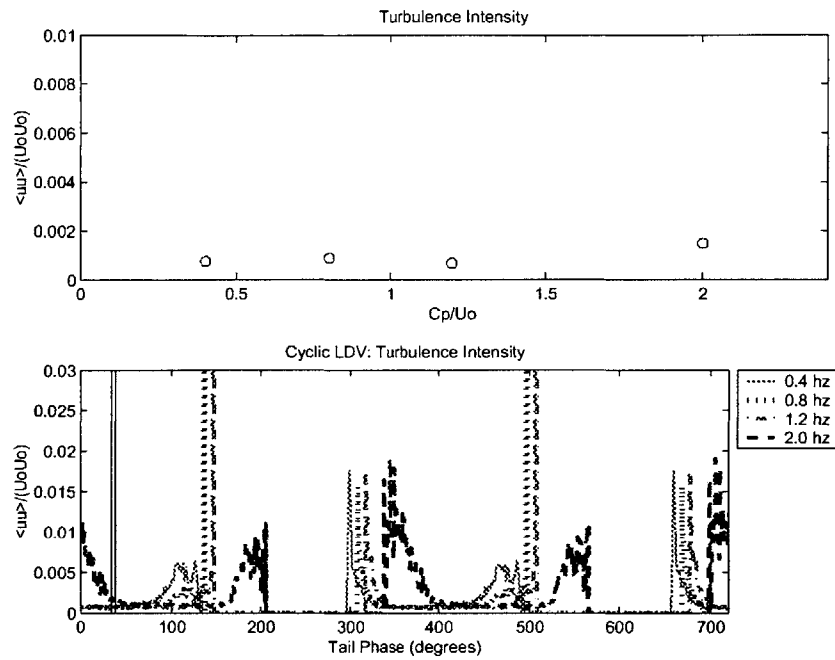 Turbulence Intensity
0.01
0.008
0.006
0.004
0.002
0
<uu>/(UoUo)
0 0.5 1 1.5 2
Cp/Uo
Cyclic LDV: Turbulence Intensity
0.03
0.025
0.02
0.015
0.01
0.005
0
<uu>/(UoUo)
0 100 200 300 400 500 600 700
Tail Phase (degrees)
0.4 hz
0.8 hz
1.2 hz
2.0 hz